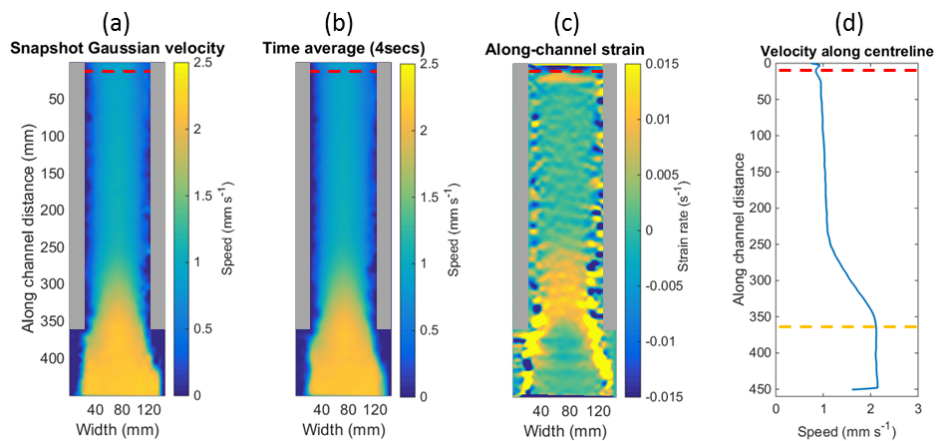 (a) (b) (c) (d)
Snapshot Gaussian velocity Time average (4secs) Along-channel strain Velocity along centreline
Along channel distance (mm)
50
100
150
200
250
300
350
400
40 80 120
Width (mm)
2.5
2
1.5
1
0.5
0
Speed (mm s⁻¹)
40 80 120
Width (mm)
2.5
2
1.5
1
0.5
0
Speed (mm s⁻¹)
40 80 120
Width (mm)
0.015
0.01
0.005
0
-0.005
-0.01
-0.015
Strain rate (s⁻¹)
Along channel distance
0
50
100
150
200
250
300
350
400
450
0 1 2 3
Speed (mm s⁻¹)